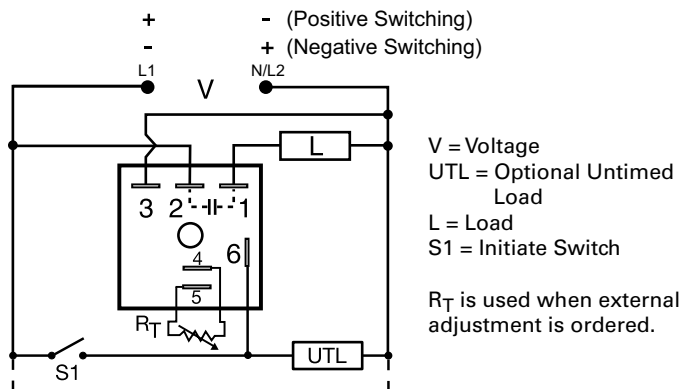 + - (Positive Switching)
- + (Negative Switching)
L1 N/L2
V
L
3 2 1
6
4
5
RT
S1
UTL
V = Voltage
UTL = Optional Untimed
Load
L = Load
S1 = Initiate Switch
RT is used when external
adjustment is ordered.